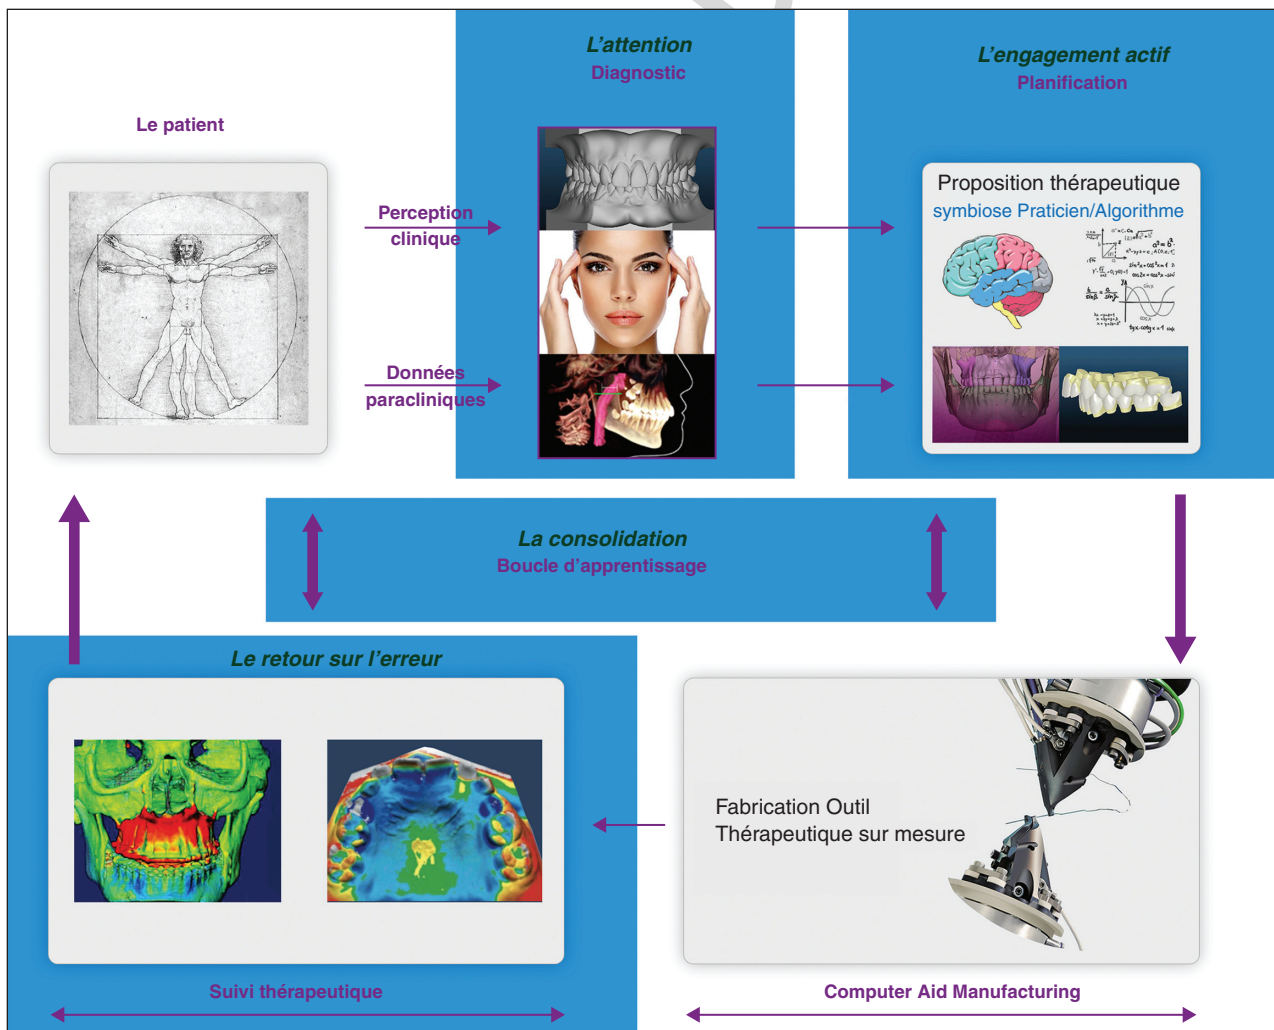 L'attention
Diagnostic
L'engagement actif
Planification
Le patient
Perception
clinique
Données
paracliniques
Proposition thérapeutique
symbiose Praticien/Algorithme
La consolidation
Boucle d'apprentissage
Le retour sur l'erreur
Fabrication Outil
Thérapeutique sur mesure
Suivi thérapeutique
Computer Aid Manufacturing